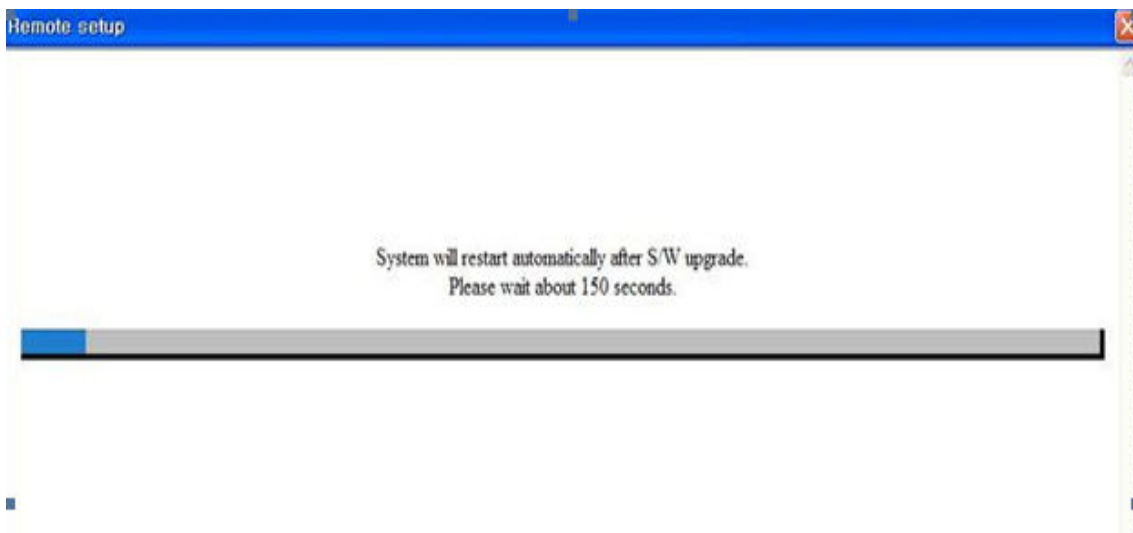 Remote setup
System will restart automatically after S/W upgrade.
Please wait about 150 seconds.